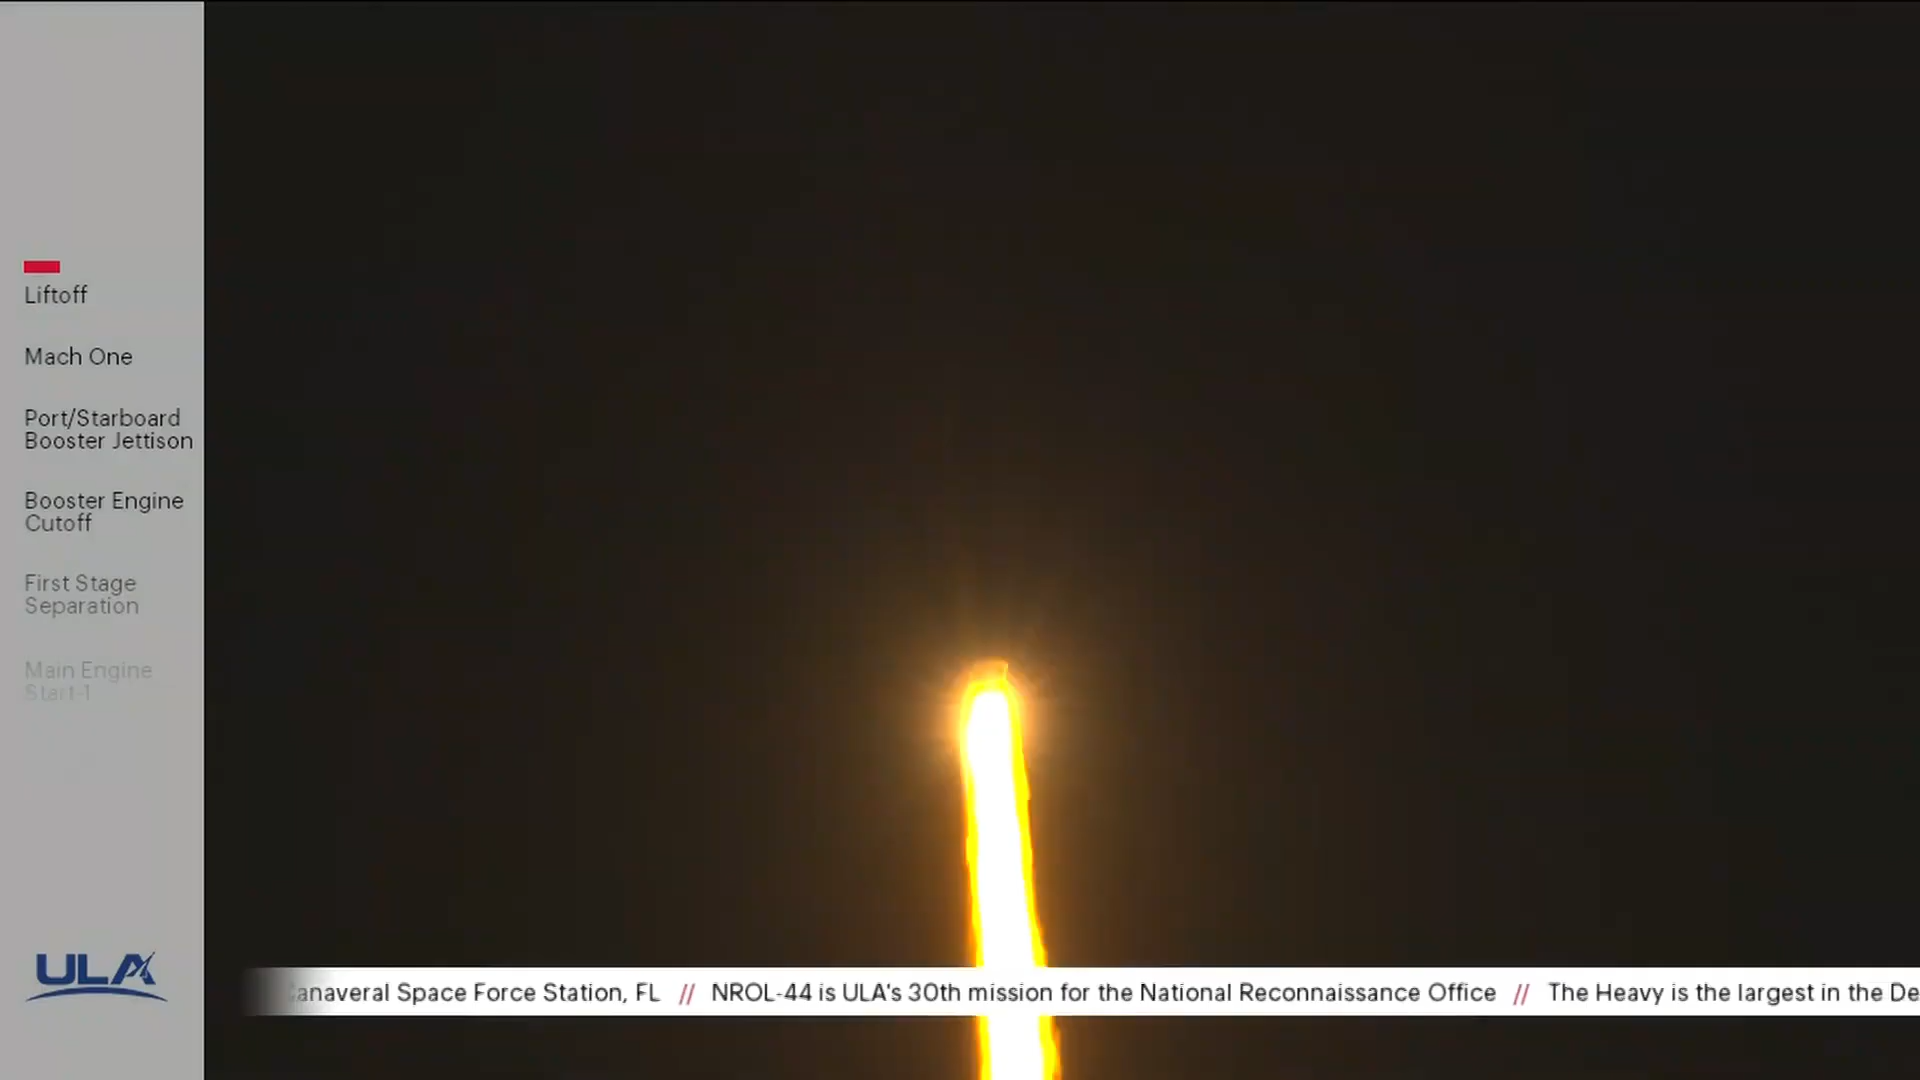 Liftoff
Mach One
Port/Starboard
Booster Jettison
Booster Engine
Cutoff
First Stage
Separation
Main Engine
Start-1
ULA
anaveral Space Force Station, FL // NROL-44 is ULA's 30th mission for the National Reconnaissance Office // The Heavy is the largest in the De